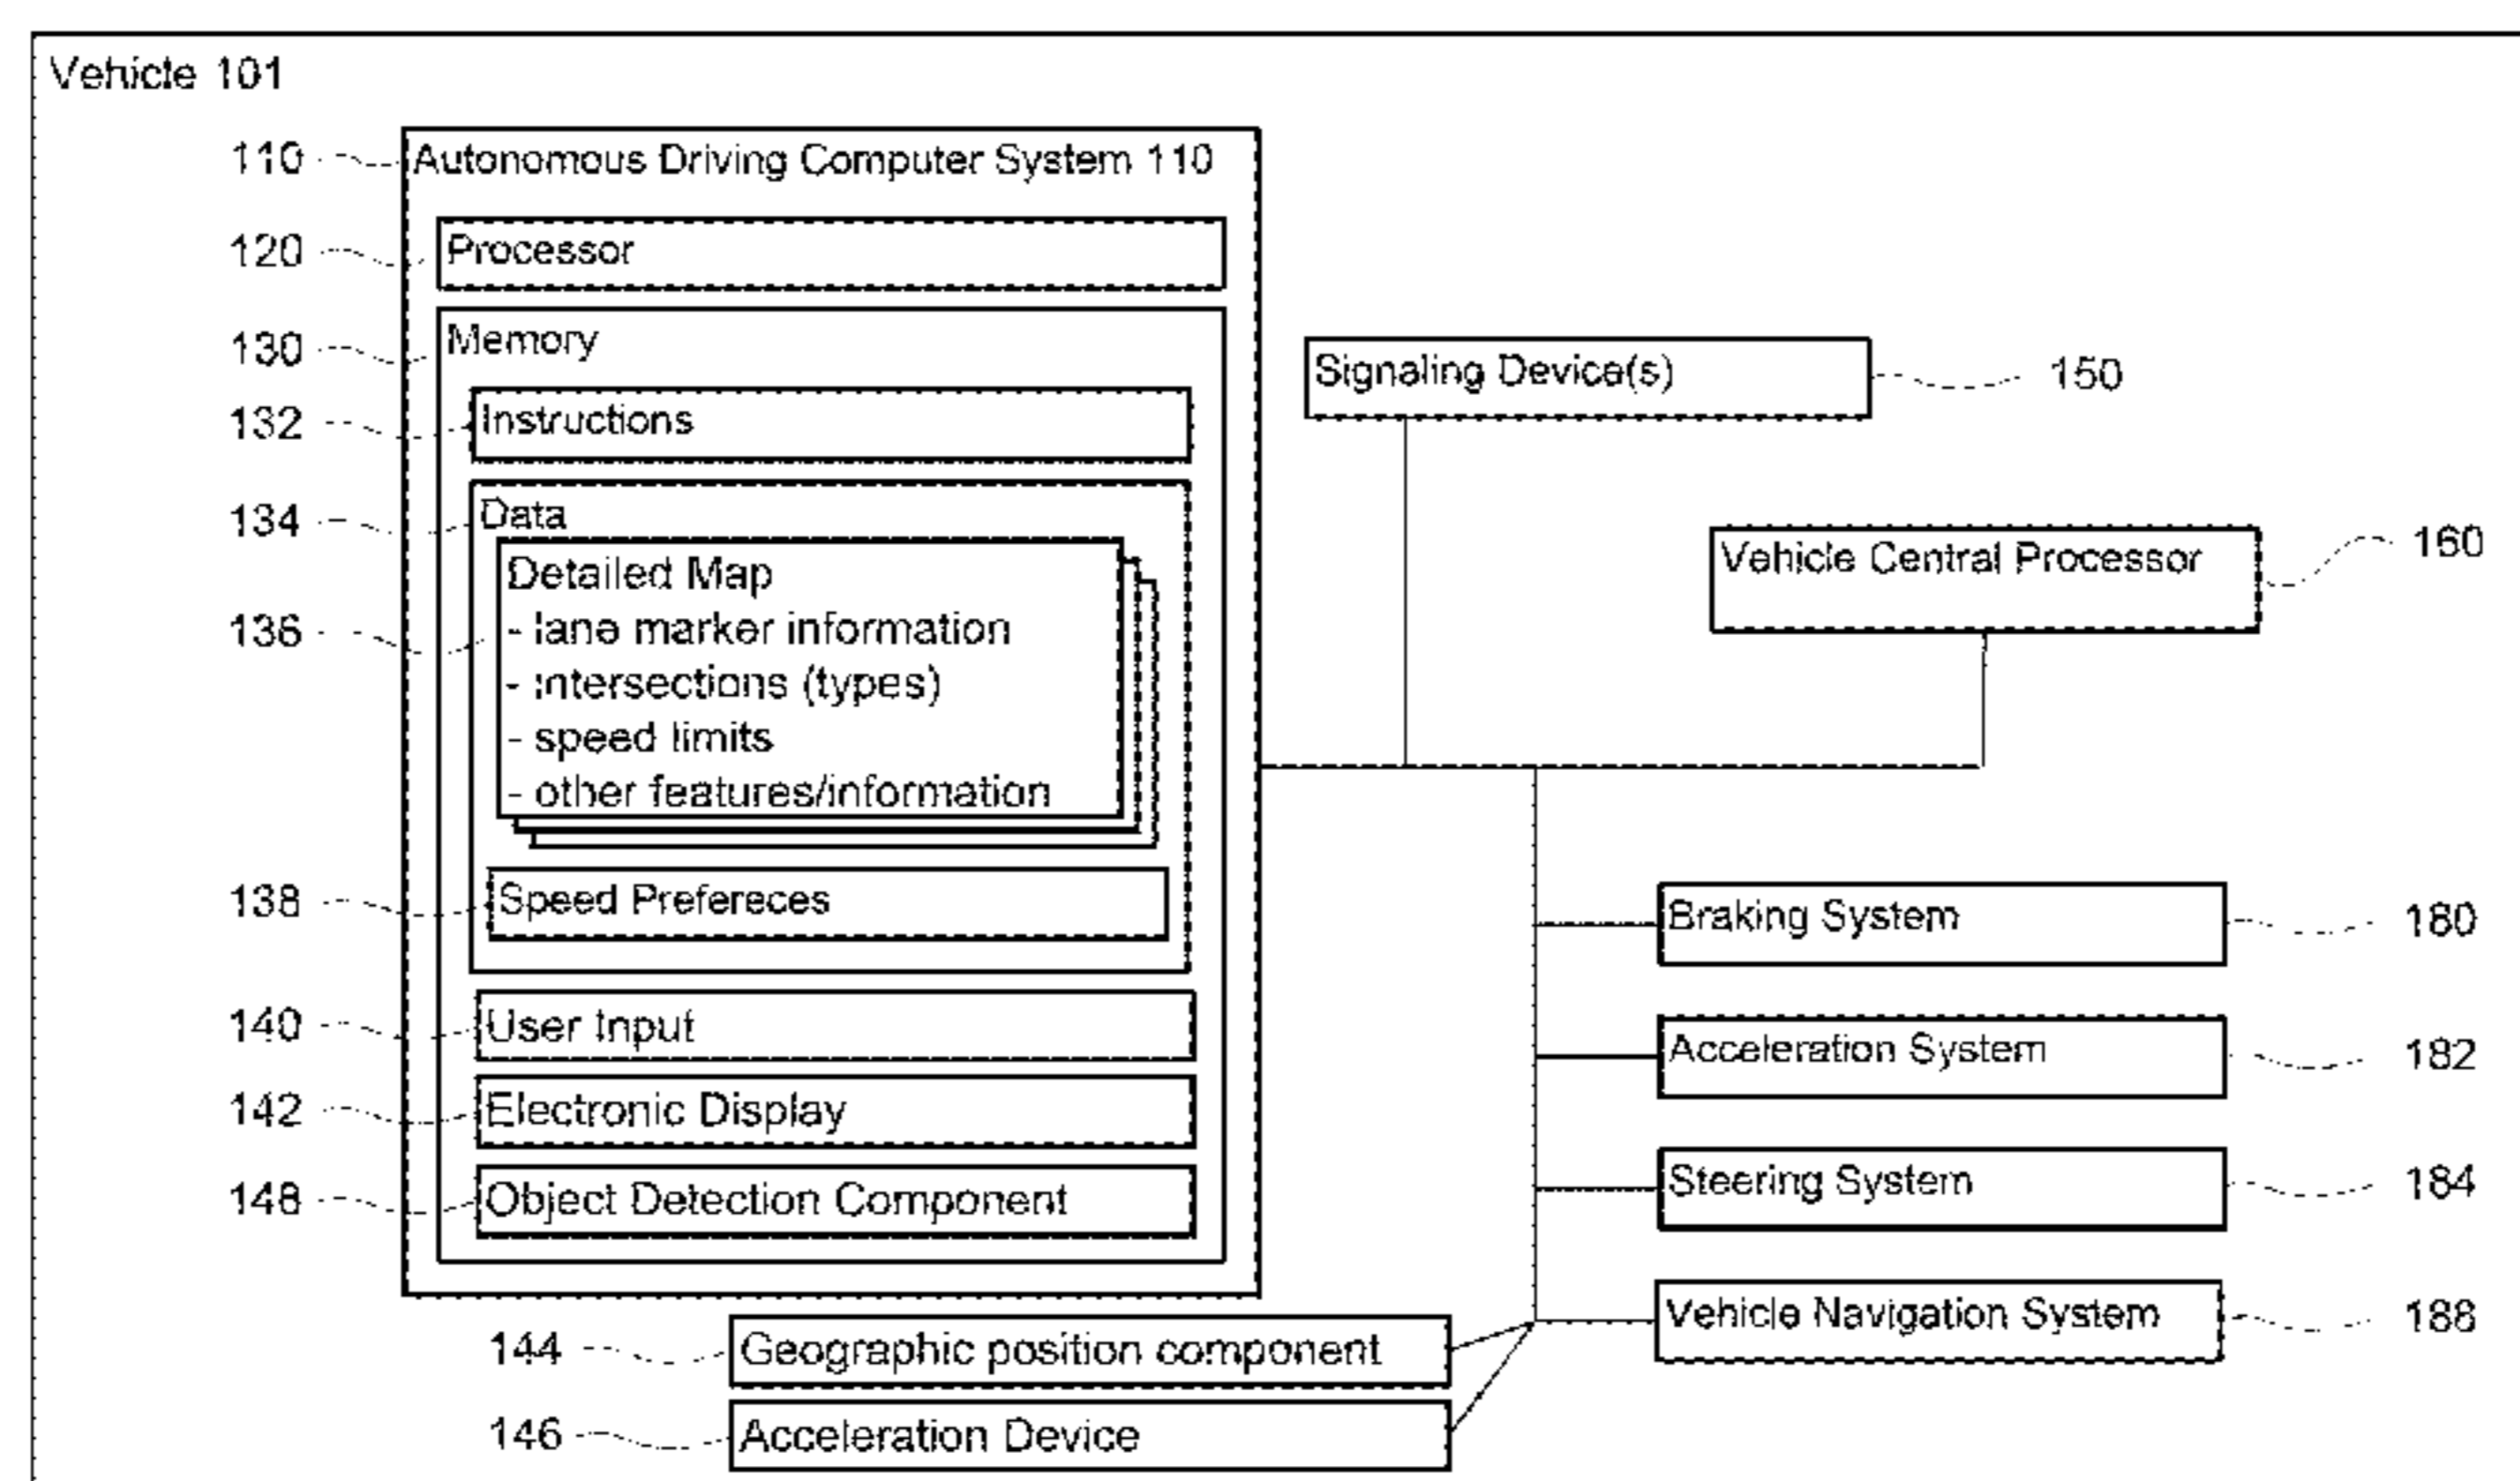 Vehicle 101
110 Autonomous Driving Computer System 110
120 Processor
130 Memory
132 Instructions
134 Data
136 Detailed Map
- lane marker information
- intersections (types)
- speed limits
- other features/information
138 Speed Prefereces
140 User Input
142 Electronic Display
148 Object Detection Component
144 Geographic position component
146 Acceleration Device
Signaling Device(s) 150
Vehicle Central Processor 160
Braking System 180
Acceleration System 182
Steering System 184
Vehicle Navigation System 188